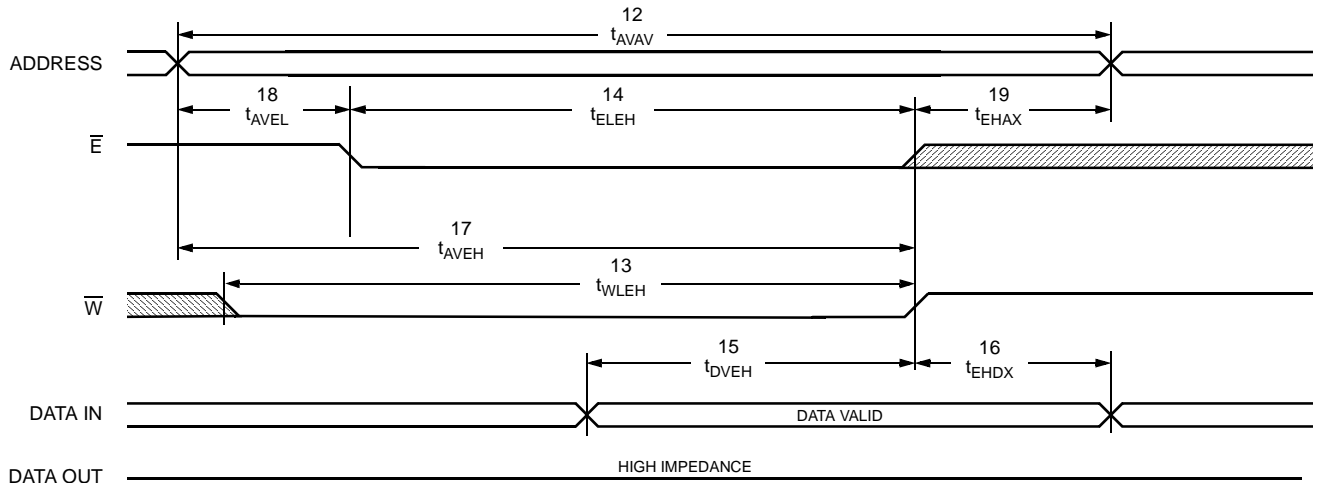 12
tAVAV
ADDRESS
18
tAVEL
14
tELEH
19
tEHAX
E̅
17
tAVEH
13
tWLEH
W̅
15
tDVEH
16
tEHDX
DATA IN
DATA VALID
DATA OUT
HIGH IMPEDANCE